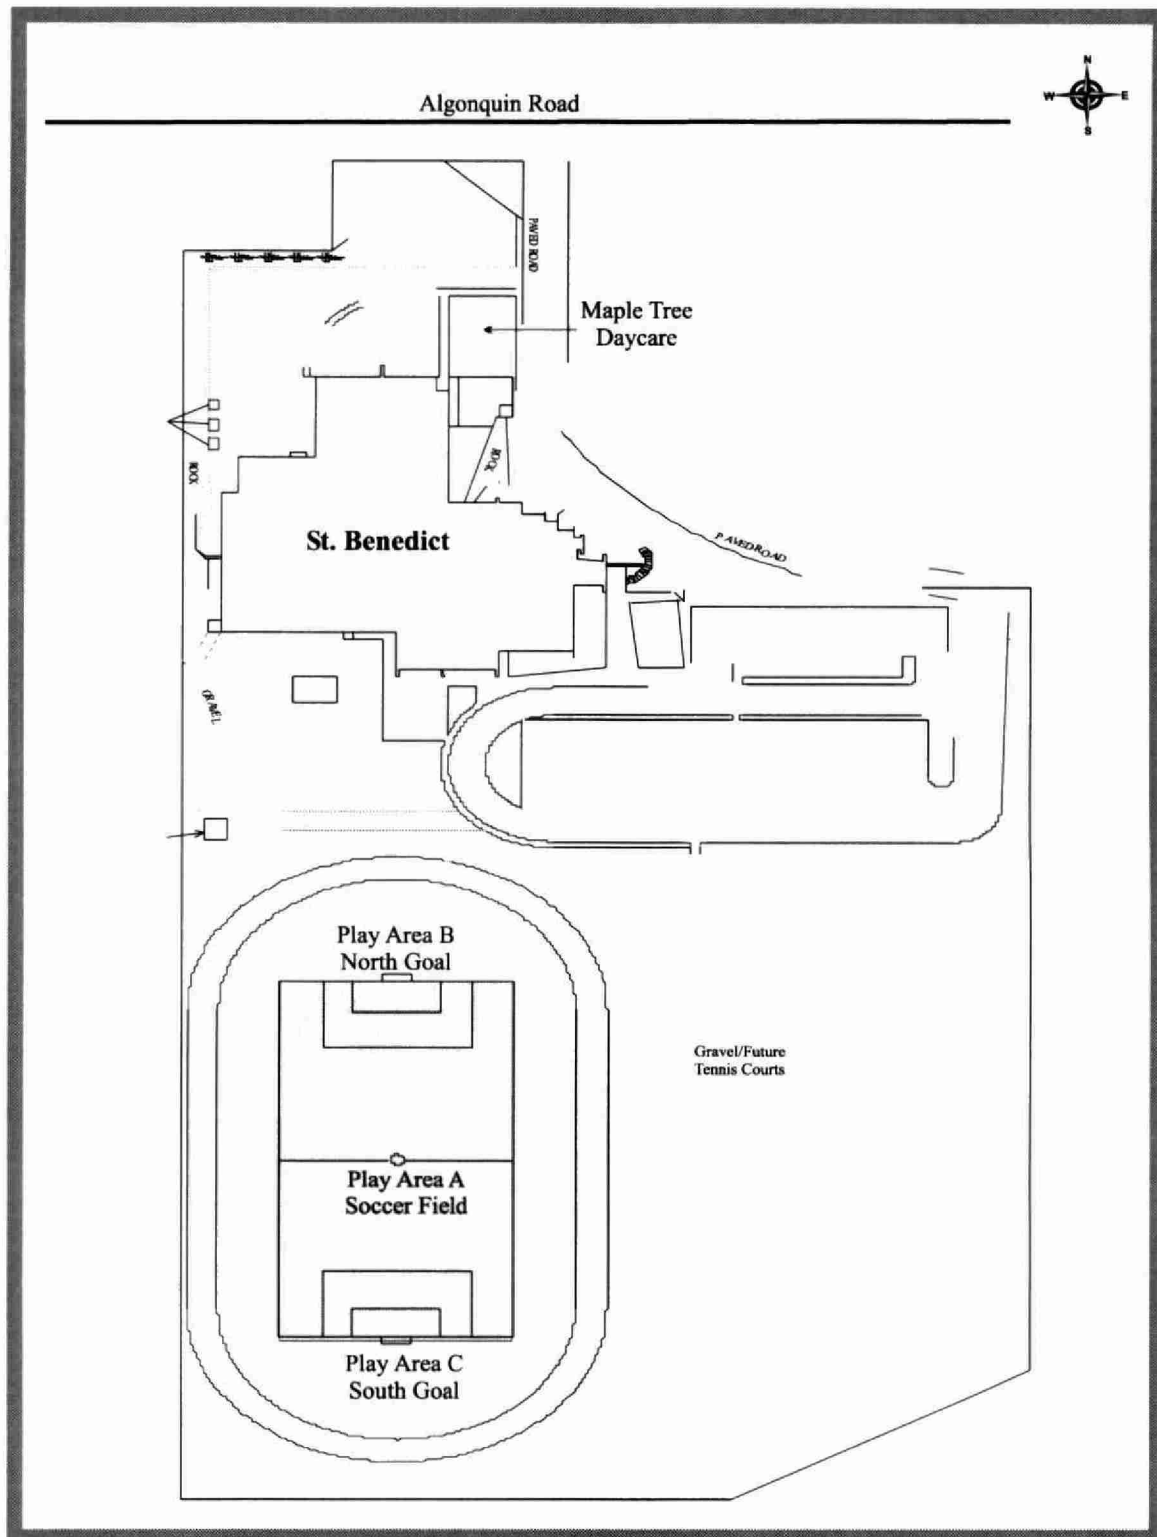 N
W E
S
Algonquin Road
PAVED ROAD
Maple Tree
Daycare
ROCK
ROCK
St. Benedict
PAVED ROAD
GRAVEL
Play Area B
North Goal
Gravel/Future
Tennis Courts
Play Area A
Soccer Field
Play Area C
South Goal